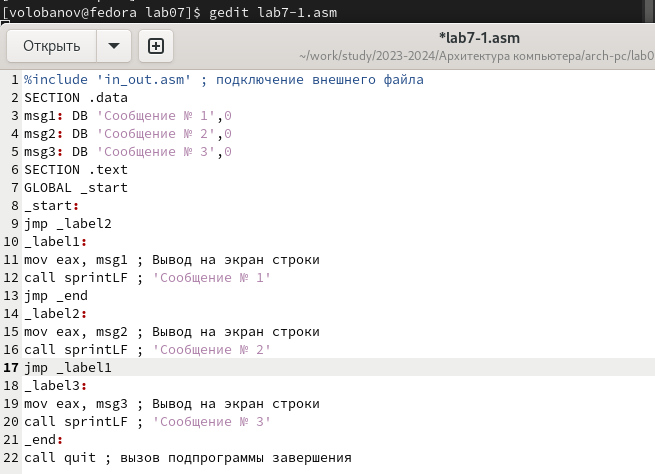 [volobanov@fedora lab07]$ gedit lab7-1.asm
Открыть
*lab7-1.asm
~/work/study/2023-2024/Архитектура компьютера/arch-pc/lab0
1 %include 'in_out.asm' ; подключение внешнего файла
2 SECTION .data
3 msg1: DB 'Сообщение № 1',0
4 msg2: DB 'Сообщение № 2',0
5 msg3: DB 'Сообщение № 3',0
6 SECTION .text
7 GLOBAL _start
8 _start:
9 jmp _label2
10 _label1:
11 mov eax, msg1 ; Вывод на экран строки
12 call sprintLF ; 'Сообщение № 1'
13 jmp _end
14 _label2:
15 mov eax, msg2 ; Вывод на экран строки
16 call sprintLF ; 'Сообщение № 2'
17 jmp _label1
18 _label3:
19 mov eax, msg3 ; Вывод на экран строки
20 call sprintLF ; 'Сообщение № 3'
21 _end:
22 call quit ; вызов подпрограммы завершения